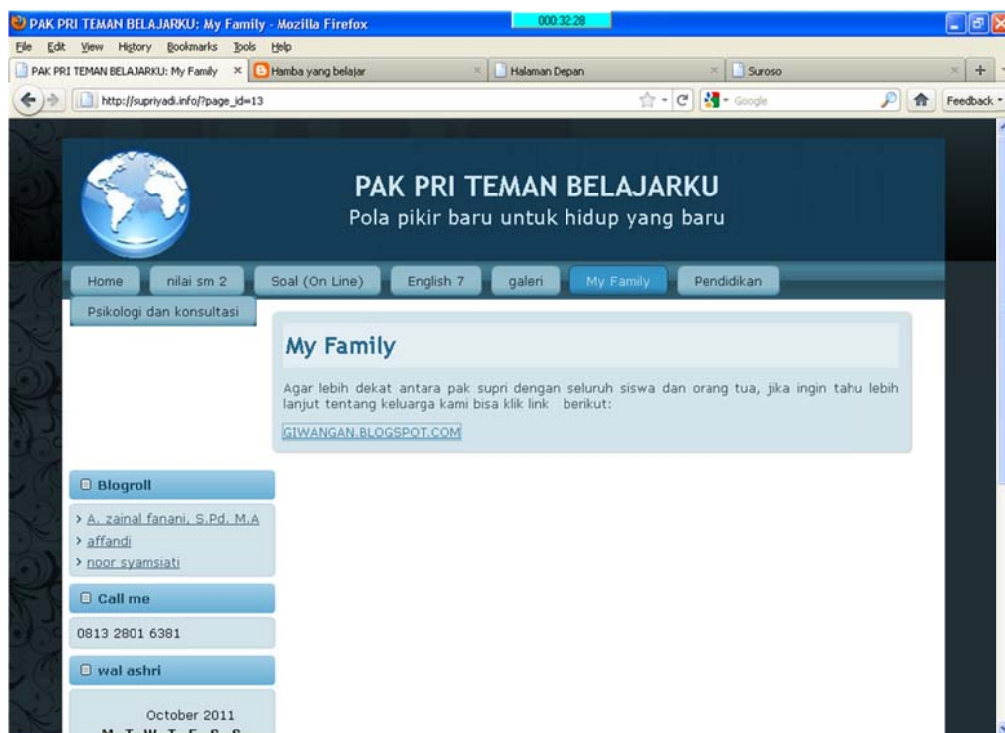 PAK PRI TEMAN BELAJARKU: My Family - Mozilla Firefox
000:32:28
File Edit View History Bookmarks Tools Help
PAK PRI TEMAN BELAJARKU: My Family
Hamba yang belajar
Halaman Depan
Suroso
http://supriyadi.info/?page_id=13
Google
Feedback
PAK PRI TEMAN BELAJARKU
Pola pikir baru untuk hidup yang baru
Home nilai sm 2 Soal (On Line) English 7 galeri My Family Pendidikan
Psikologi dan konsultasi
My Family
Agar lebih dekat antara pak supri dengan seluruh siswa dan orang tua, jika ingin tahu lebih
lanjut tentang keluarga kami bisa klik link berikut:
GIWANGAN.BLOGSPOT.COM
Blogroll
A. zainal fanani, S.Pd. M.A
affandi
noor syamsiati
Call me
0813 2801 6381
wal ashri
October 2011
M T W T F S S